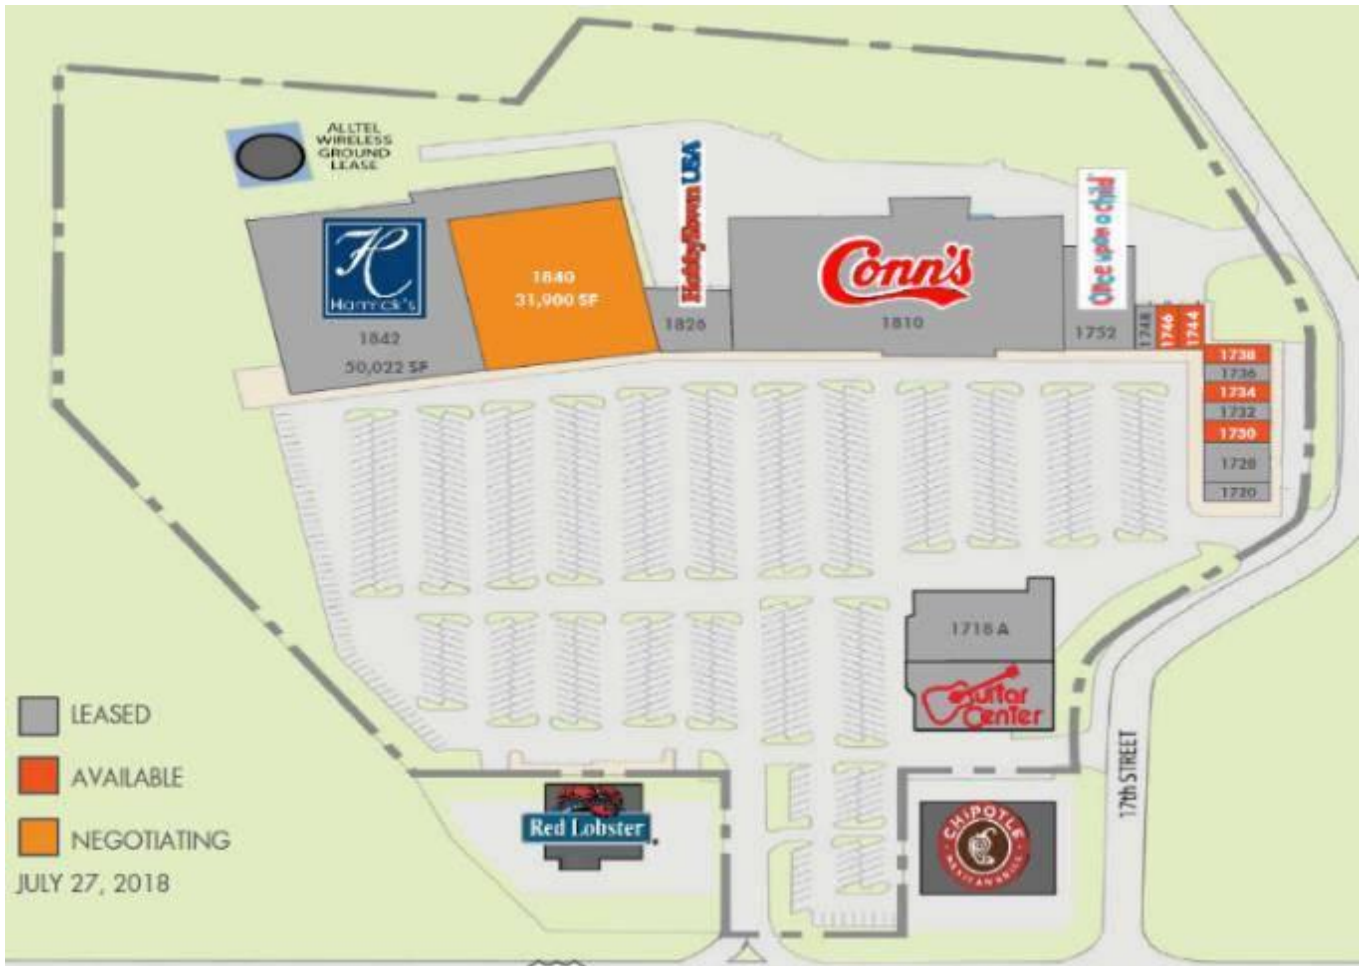 ALLTEL
WIRELESS
GROUND
LEASE
HobbyTown USA
Once upon a child
H
Hamrick's
1842
50,022 SF
1840
31,900 SF
1826
Conn's
1810
1752
1748
1746
1744
1738
1736
1734
1732
1730
1728
1720
1718 A
Guitar
Center
LEASED
AVAILABLE
NEGOTIATING
JULY 27, 2018
Red Lobster
CHIPOTLE
MEXICAN GRILL
17th STREET